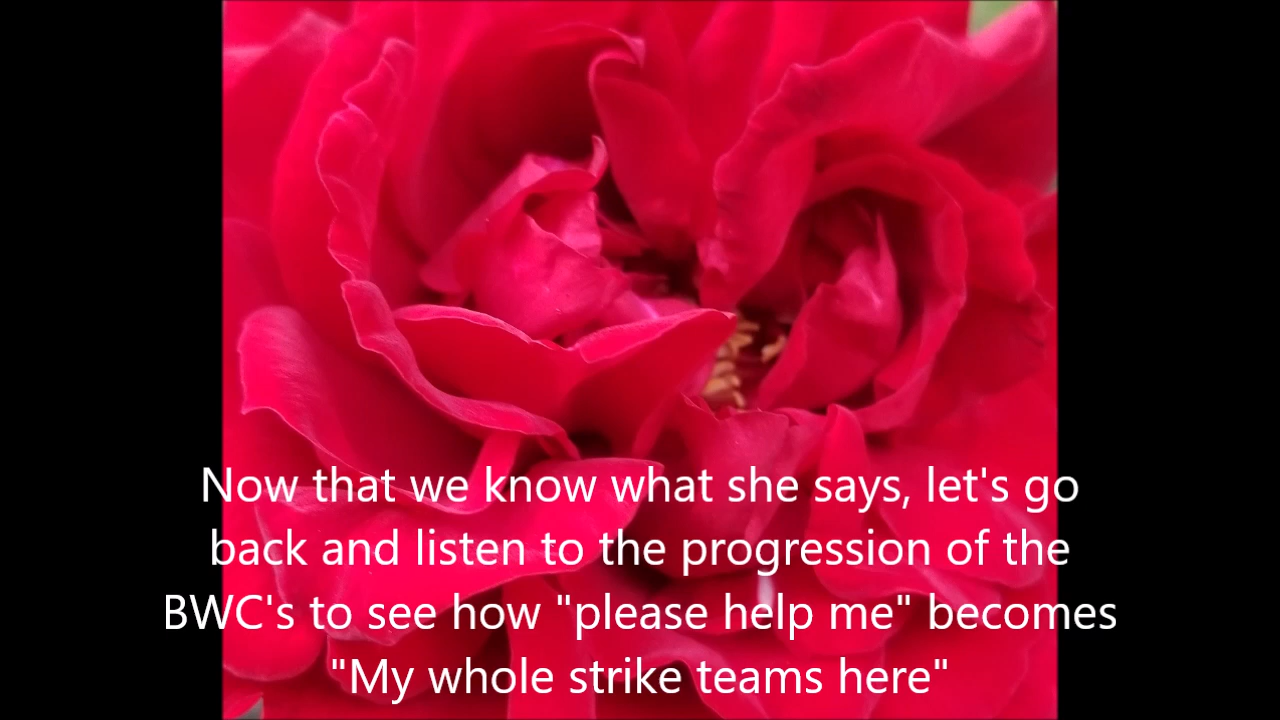 Now that we know what she says, let's go
back and listen to the progression of the
BWC's to see how "please help me" becomes
"My whole strike teams here"